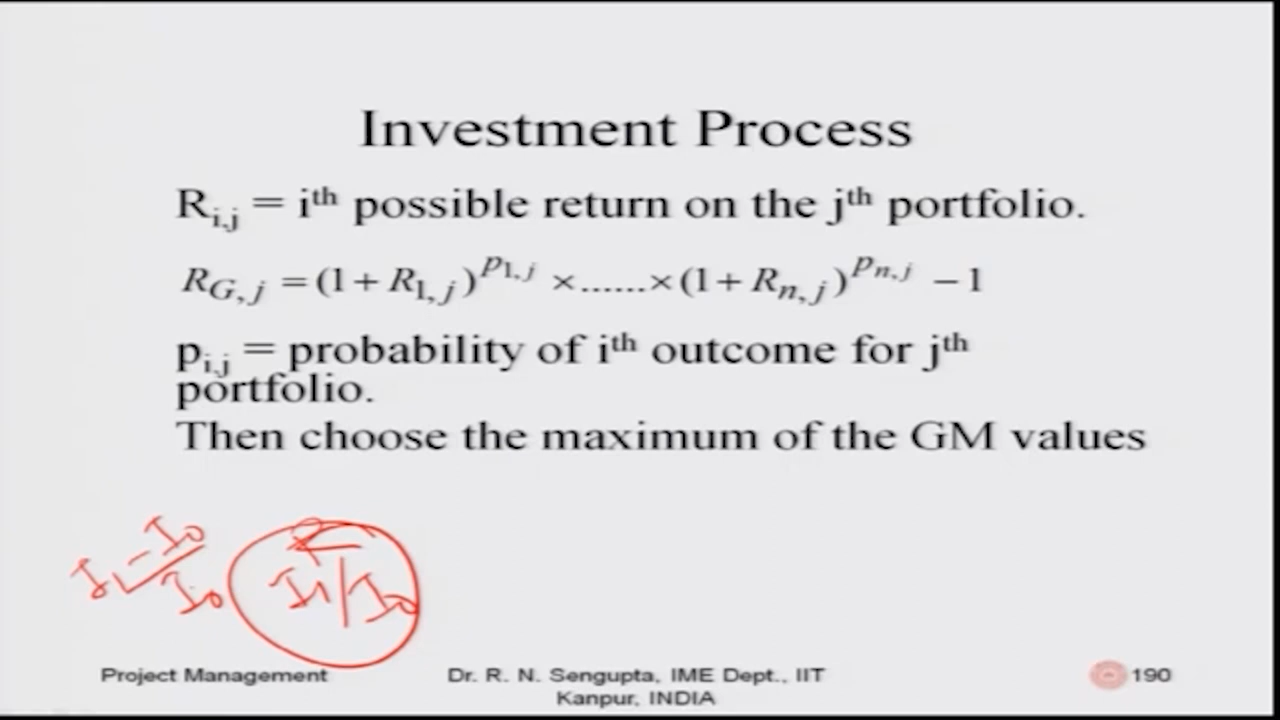 Investment Process
R_{i,j} = i^{th} possible return on the j^{th} portfolio.
R_{G,j} = (1 + R_{1,j})^{p_{1,j}} ×......× (1 + R_{n,j})^{p_{n,j}} − 1
p_{i,j} = probability of i^{th} outcome for j^{th}
portfolio.
Then choose the maximum of the GM values
I_1 - I_0 / I_0
I_1/I_0
Project Management
Dr. R. N. Sengupta, IME Dept., IIT
Kanpur, INDIA
190